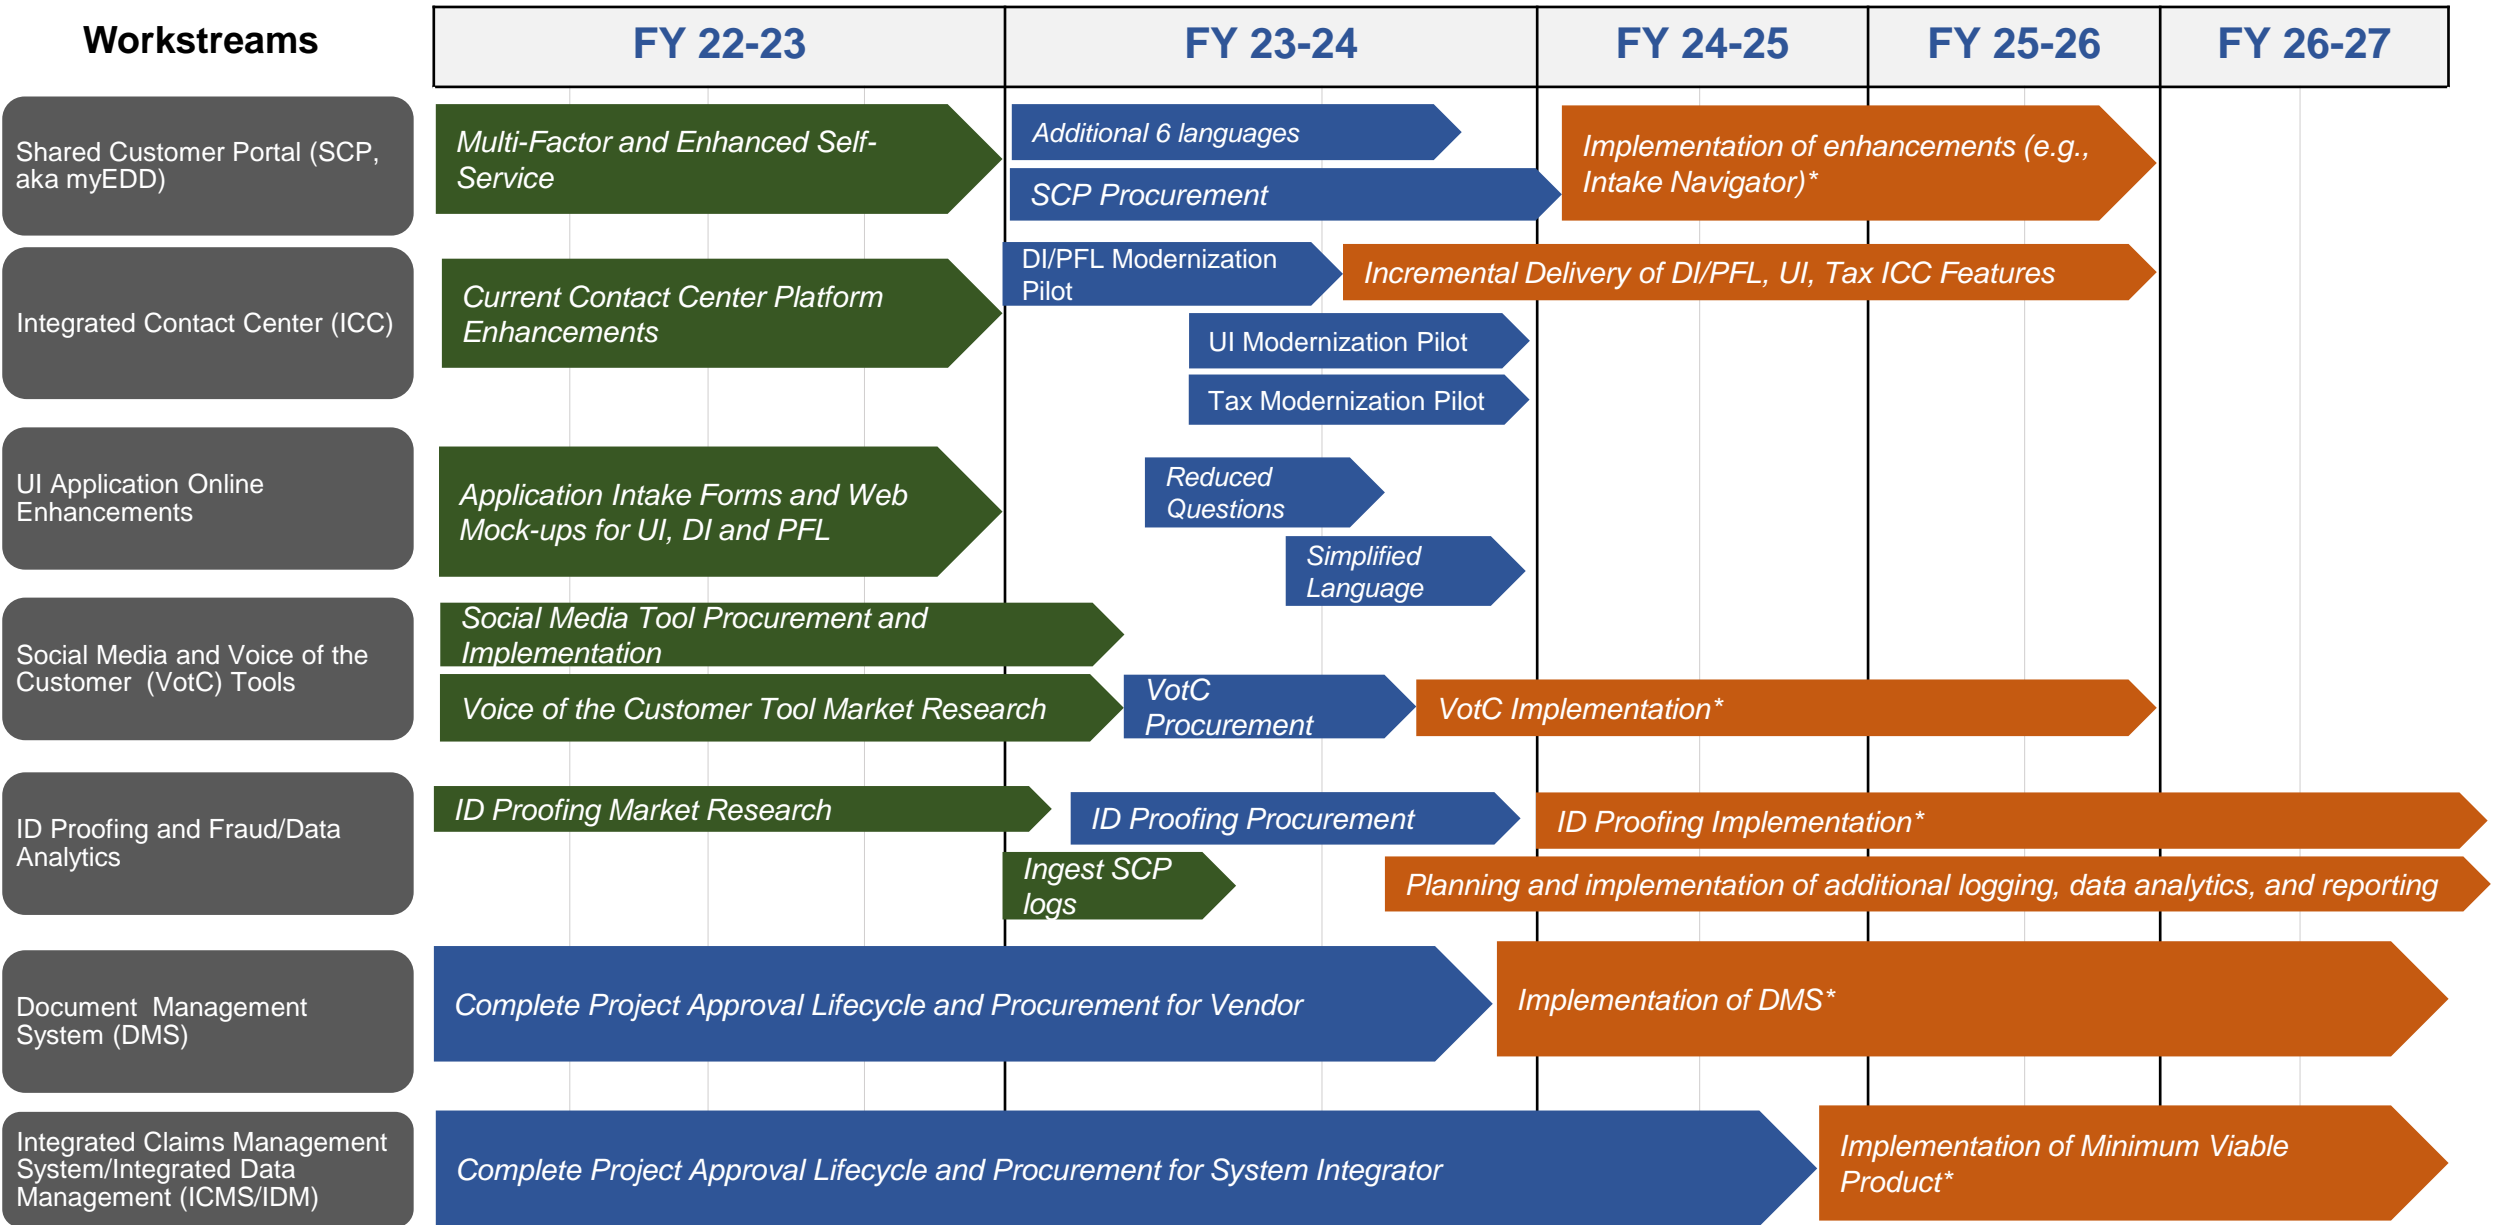 Workstreams
FY 22-23
FY 23-24
FY 24-25
FY 25-26
FY 26-27
Shared Customer Portal (SCP,
aka myEDD)
Multi-Factor and Enhanced Self-
Service
Additional 6 languages
SCP Procurement
Implementation of enhancements (e.g.,
Intake Navigator)*
Integrated Contact Center (ICC)
Current Contact Center Platform
Enhancements
DI/PFL Modernization
Pilot
Incremental Delivery of DI/PFL, UI, Tax ICC Features
UI Modernization Pilot
Tax Modernization Pilot
UI Application Online
Enhancements
Application Intake Forms and Web
Mock-ups for UI, DI and PFL
Reduced
Questions
Simplified
Language
Social Media and Voice of the
Customer (VotC) Tools
Social Media Tool Procurement and
Implementation
Voice of the Customer Tool Market Research
VotC
Procurement
VotC Implementation*
ID Proofing and Fraud/Data
Analytics
ID Proofing Market Research
ID Proofing Procurement
ID Proofing Implementation*
Ingest SCP
logs
Planning and implementation of additional logging, data analytics, and reporting
Document Management
System (DMS)
Complete Project Approval Lifecycle and Procurement for Vendor
Implementation of DMS*
Integrated Claims Management
System/Integrated Data
Management (ICMS/IDM)
Complete Project Approval Lifecycle and Procurement for System Integrator
Implementation of Minimum Viable
Product*